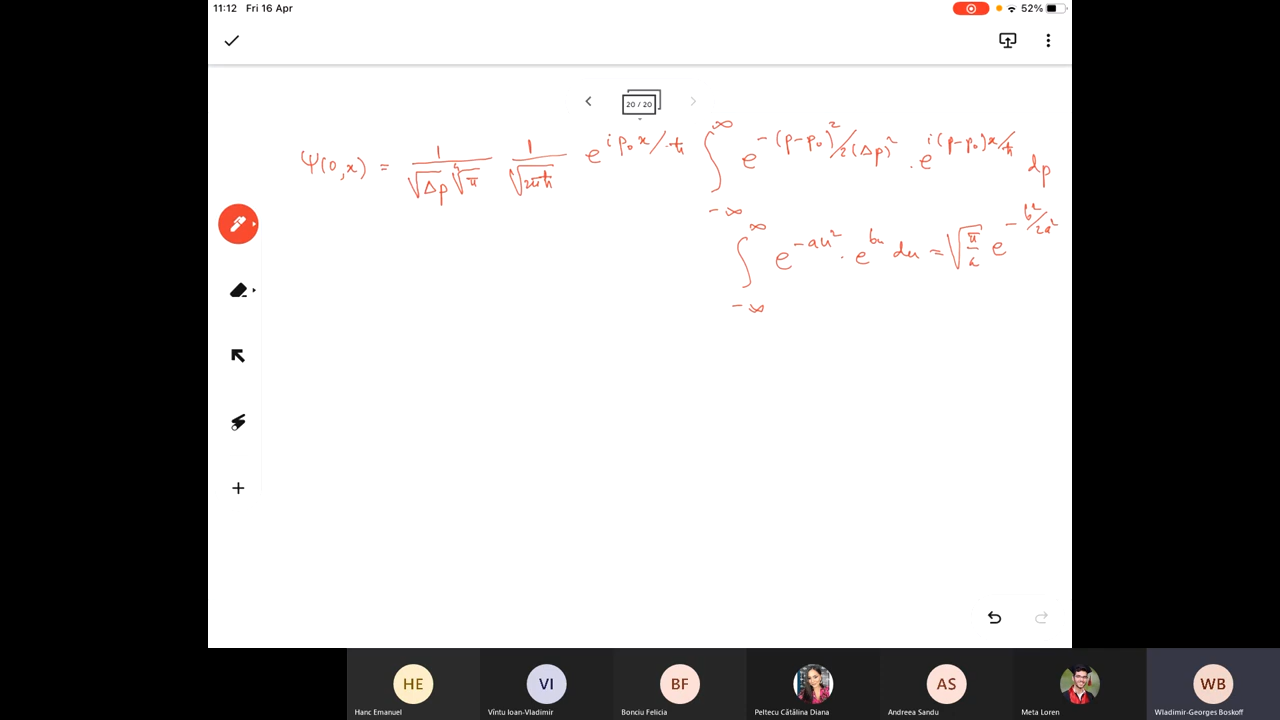 11:12 Fri 16 Apr 52%
20 / 20
Ψ(0,x) = 1/(√Δp ∜π) 1/√(2πħ) e^{i p₀x/ħ} ∫_{-∞}^{∞} e^{-(p-p₀)²/2(Δp)²} · e^{i(p-p₀)x/ħ} dp
∫_{-∞}^{∞} e^{-au²} · e^{bu} du = √(π/a) e^{-b²/2a²}
HE VI BF AS WB
Hanc Emanuel Vîntu Ioan-Vladimir Bonciu Felicia Peltecu Cătălina Diana Andreea Sandu Meta Loren Wladimir-Georges Boskoff